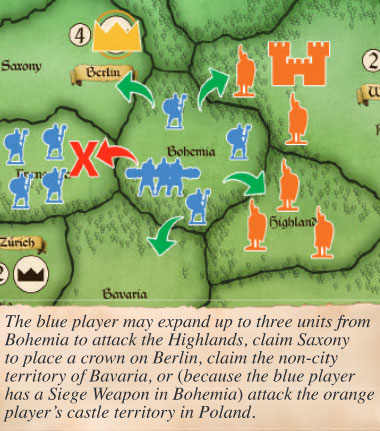 4
Saxony
Berlin
2
Bohemia
Highland
Zürich
2
Bavaria
The blue player may expand up to three units from
Bohemia to attack the Highlands, claim Saxony
to place a crown on Berlin, claim the non-city
territory of Bavaria, or (because the blue player
has a Siege Weapon in Bohemia) attack the orange
player's castle territory in Poland.